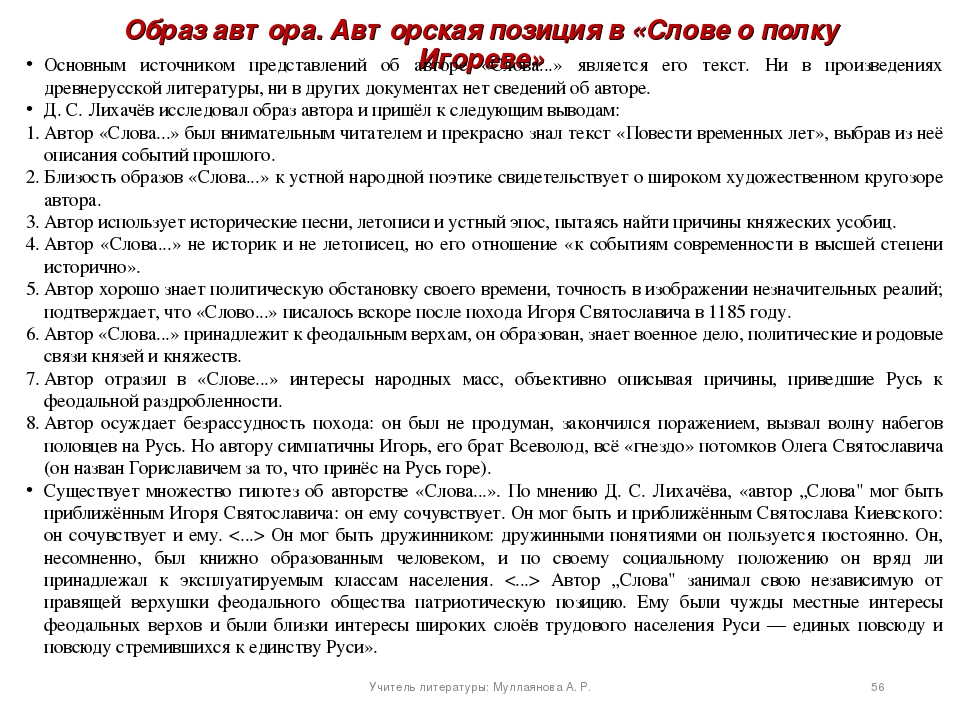 Образ автора. Авторская позиция в «Слове о полку
Игореве»
• Основным источником представлений об авторе «Слова...» является его текст. Ни в произведениях
древнерусской литературы, ни в других документах нет сведений об авторе.
• Д. С. Лихачёв исследовал образ автора и пришёл к следующим выводам:
1. Автор «Слова...» был внимательным читателем и прекрасно знал текст «Повести временных лет», выбрав из неё
описания событий прошлого.
2. Близость образов «Слова...» к устной народной поэтике свидетельствует о широком художественном кругозоре
автора.
3. Автор использует исторические песни, летописи и устный эпос, пытаясь найти причины княжеских усобиц.
4. Автор «Слова...» не историк и не летописец, но его отношение «к событиям современности в высшей степени
исторично».
5. Автор хорошо знает политическую обстановку своего времени, точность в изображении незначительных реалий;
подтверждает, что «Слово...» писалось вскоре после похода Игоря Святославича в 1185 году.
6. Автор «Слова...» принадлежит к феодальным верхам, он образован, знает военное дело, политические и родовые
связи князей и княжеств.
7. Автор отразил в «Слове...» интересы народных масс, объективно описывая причины, приведшие Русь к
феодальной раздробленности.
8. Автор осуждает безрассудность похода: он был не продуман, закончился поражением, вызвал волну набегов
половцев на Русь. Но автору симпатичны Игорь, его брат Всеволод, всё «гнездо» потомков Олега Святославича
(он назван Гориславичем за то, что принёс на Русь горе).
• Существует множество гипотез об авторстве «Слова...». По мнению Д. С. Лихачёва, «автор „Слова" мог быть
приближённым Игоря Святославича: он ему сочувствует. Он мог быть и приближённым Святослава Киевского:
он сочувствует и ему. <...> Он мог быть дружинником: дружинными понятиями он пользуется постоянно. Он,
несомненно, был книжно образованным человеком, и по своему социальному положению он вряд ли
принадлежал к эксплуатируемым классам населения. <...> Автор „Слова" занимал свою независимую от
правящей верхушки феодального общества патриотическую позицию. Ему были чужды местные интересы
феодальных верхов и были близки интересы широких слоёв трудового населения Руси — единых повсюду и
повсюду стремившихся к единству Руси».
Учитель литературы: Муллаянова А. Р.
56